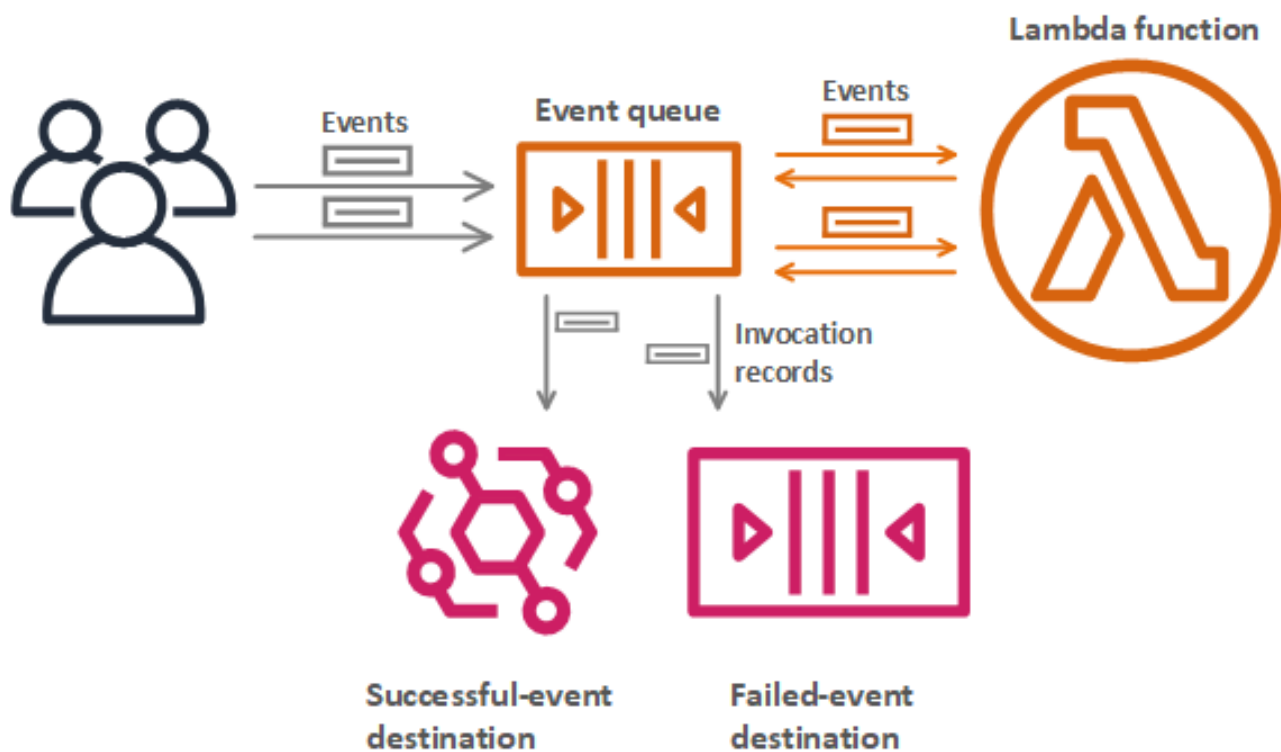 Lambda function
Events
Event queue
Events
Invocation
records
Successful-event
destination
Failed-event
destination